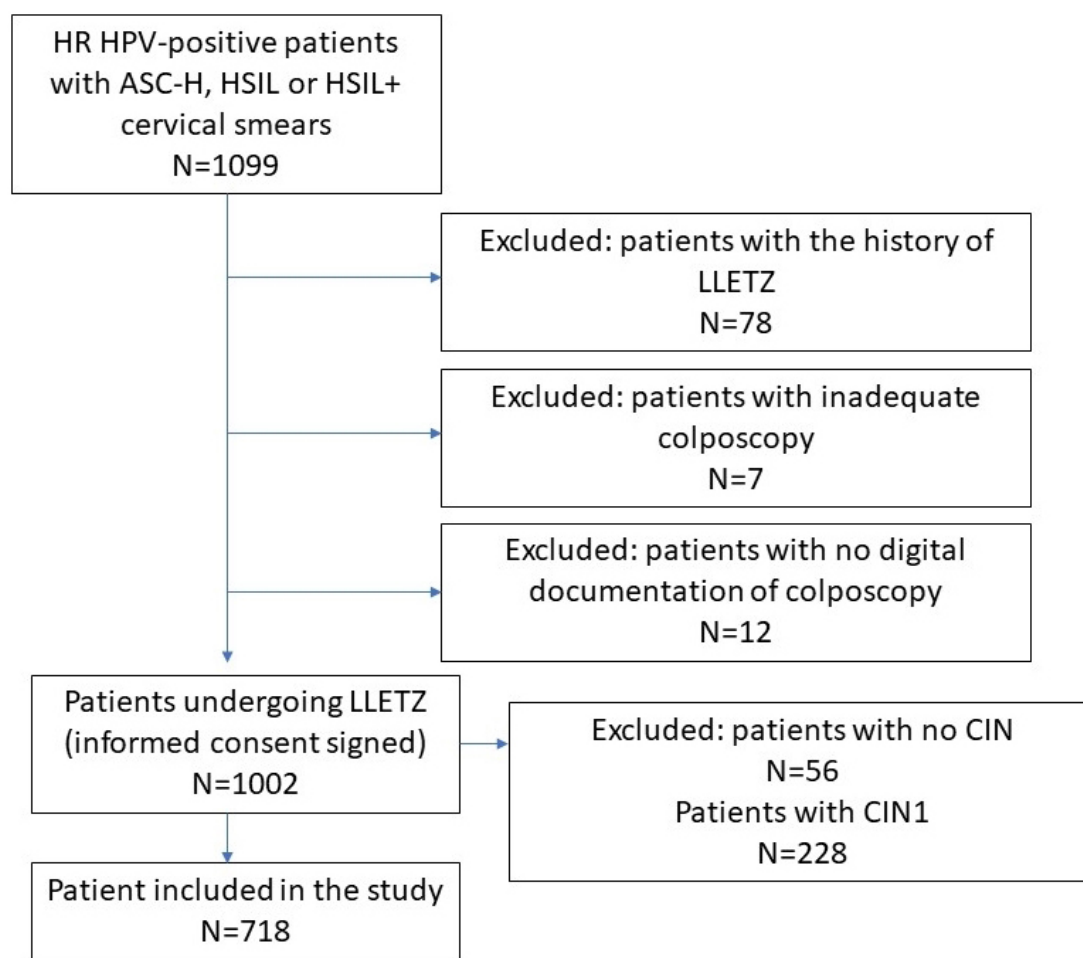 HR HPV-positive patients
with ASC-H, HSIL or HSIL+
cervical smears
N=1099
Excluded: patients with the history of
LLETZ
N=78
Excluded: patients with inadequate
colposcopy
N=7
Excluded: patients with no digital
documentation of colposcopy
N=12
Patients undergoing LLETZ
(informed consent signed)
N=1002
Excluded: patients with no CIN
N=56
Patients with CIN1
N=228
Patient included in the study
N=718